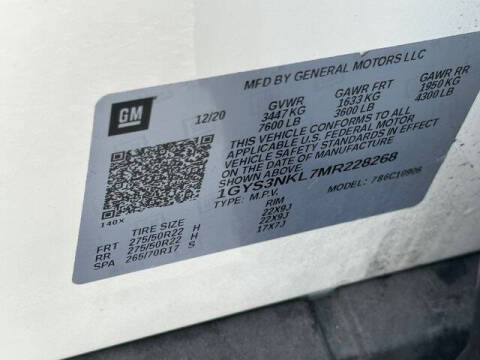 MFD BY GENERAL MOTORS LLC
GM
12/20 GVWR GAWR FRT GAWR RR
3447 KG 1633 KG 1950 KG
7600 LB 3600 LB 4300 LB
THIS VEHICLE CONFORMS TO ALL
APPLICABLE U.S. FEDERAL MOTOR
VEHICLE SAFETY STANDARDS IN EFFECT
ON THE DATE OF MANUFACTURE SHOWN ABOVE
1GYS3NKL7MR228268
TYPE: M.P.V. MODEL: 7B6C10906
140X
TIRE SIZE RIM
FRT 275/50R22 H 22X9J
RR 275/50R22 H 22X9J
SPA 265/70R17 S 17X7J